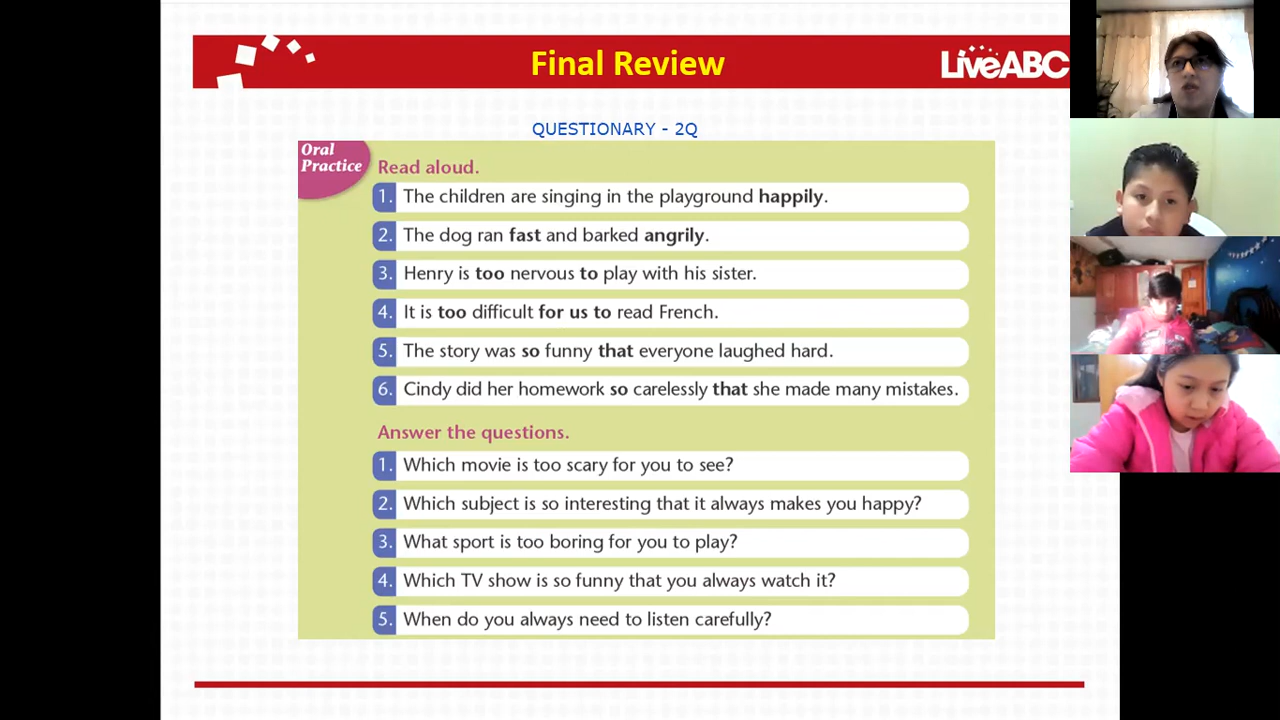 Final Review
LiveABC
QUESTIONARY - 2Q
Oral
Practice
Read aloud.
1. The children are singing in the playground happily.
2. The dog ran fast and barked angrily.
3. Henry is too nervous to play with his sister.
4. It is too difficult for us to read French.
5. The story was so funny that everyone laughed hard.
6. Cindy did her homework so carelessly that she made many mistakes.
Answer the questions.
1. Which movie is too scary for you to see?
2. Which subject is so interesting that it always makes you happy?
3. What sport is too boring for you to play?
4. Which TV show is so funny that you always watch it?
5. When do you always need to listen carefully?